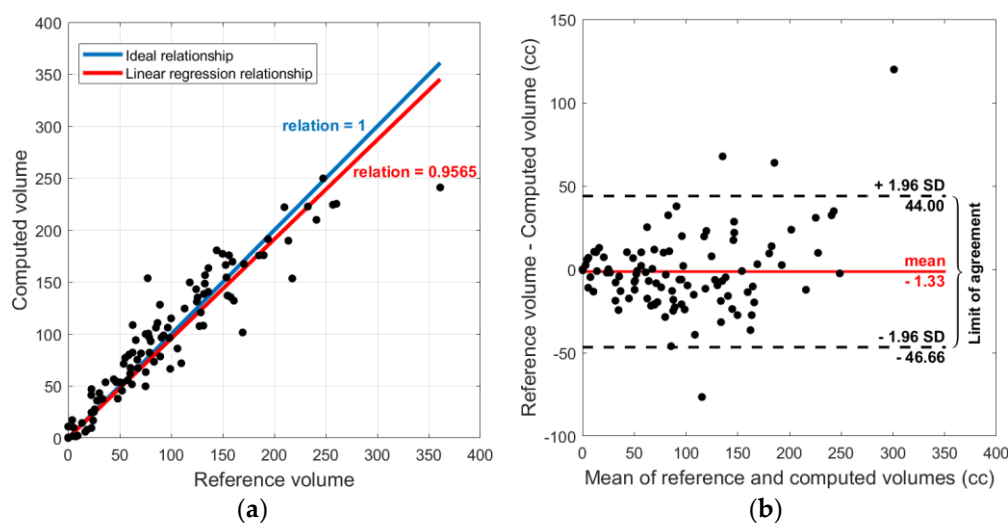 400
350
300
250
200
150
100
50
0
Computed volume
Ideal relationship
Linear regression relationship
relation = 1
relation = 0.9565
0 50 100 150 200 250 300 350 400
Reference volume
(a)
150
100
50
0
-50
-100
Reference volume - Computed volume (cc)
+ 1.96 SD
44.00
mean
- 1.33
- 1.96 SD
- 46.66
Limit of agreement
0 50 100 150 200 250 300 350 400
Mean of reference and computed volumes (cc)
(b)